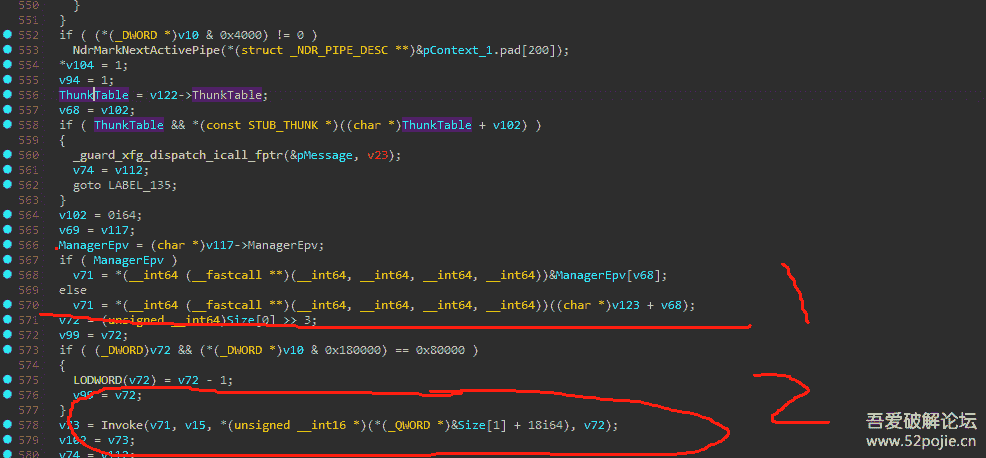 550 }
551 }
552 if ( (*(_DWORD *)v10 & 0x4000) != 0 )
553 NdrMarkNextActivePipe(*(struct _NDR_PIPE_DESC **)&pContext_1.pad[200]);
554 *v104 = 1;
555 v94 = 1;
556 ThunkTable = v122->ThunkTable;
557 v68 = v102;
558 if ( ThunkTable && *(const STUB_THUNK *)((char *)ThunkTable + v102) )
559 {
560 _guard_xfg_dispatch_icall_fptr(&pMessage, v23);
561 v74 = v112;
562 goto LABEL_135;
563 }
564 v102 = 0i64;
565 v69 = v117;
566 ManagerEpv = (char *)v117->ManagerEpv;
567 if ( ManagerEpv )
568 v71 = *(__int64 (__fastcall **)(__int64, __int64, __int64, __int64))&ManagerEpv[v68];
569 else
570 v71 = *(__int64 (__fastcall **)(__int64, __int64, __int64, __int64))((char *)v123 + v68);
571 v72 = (unsigned __int64)Size[0] >> 3;
572 v99 = v72;
573 if ( (_DWORD)v72 && (*(_DWORD *)v10 & 0x180000) == 0x80000 )
574 {
575 LODWORD(v72) = v72 - 1;
576 v99 = v72;
577 }
578 v73 = Invoke(v71, v15, *(unsigned __int16 *)(*(_QWORD *)&Size[1] + 18i64), v72);
579 v102 = v73;
580 v74 = v112;
吾爱破解论坛
www.52pojie.cn